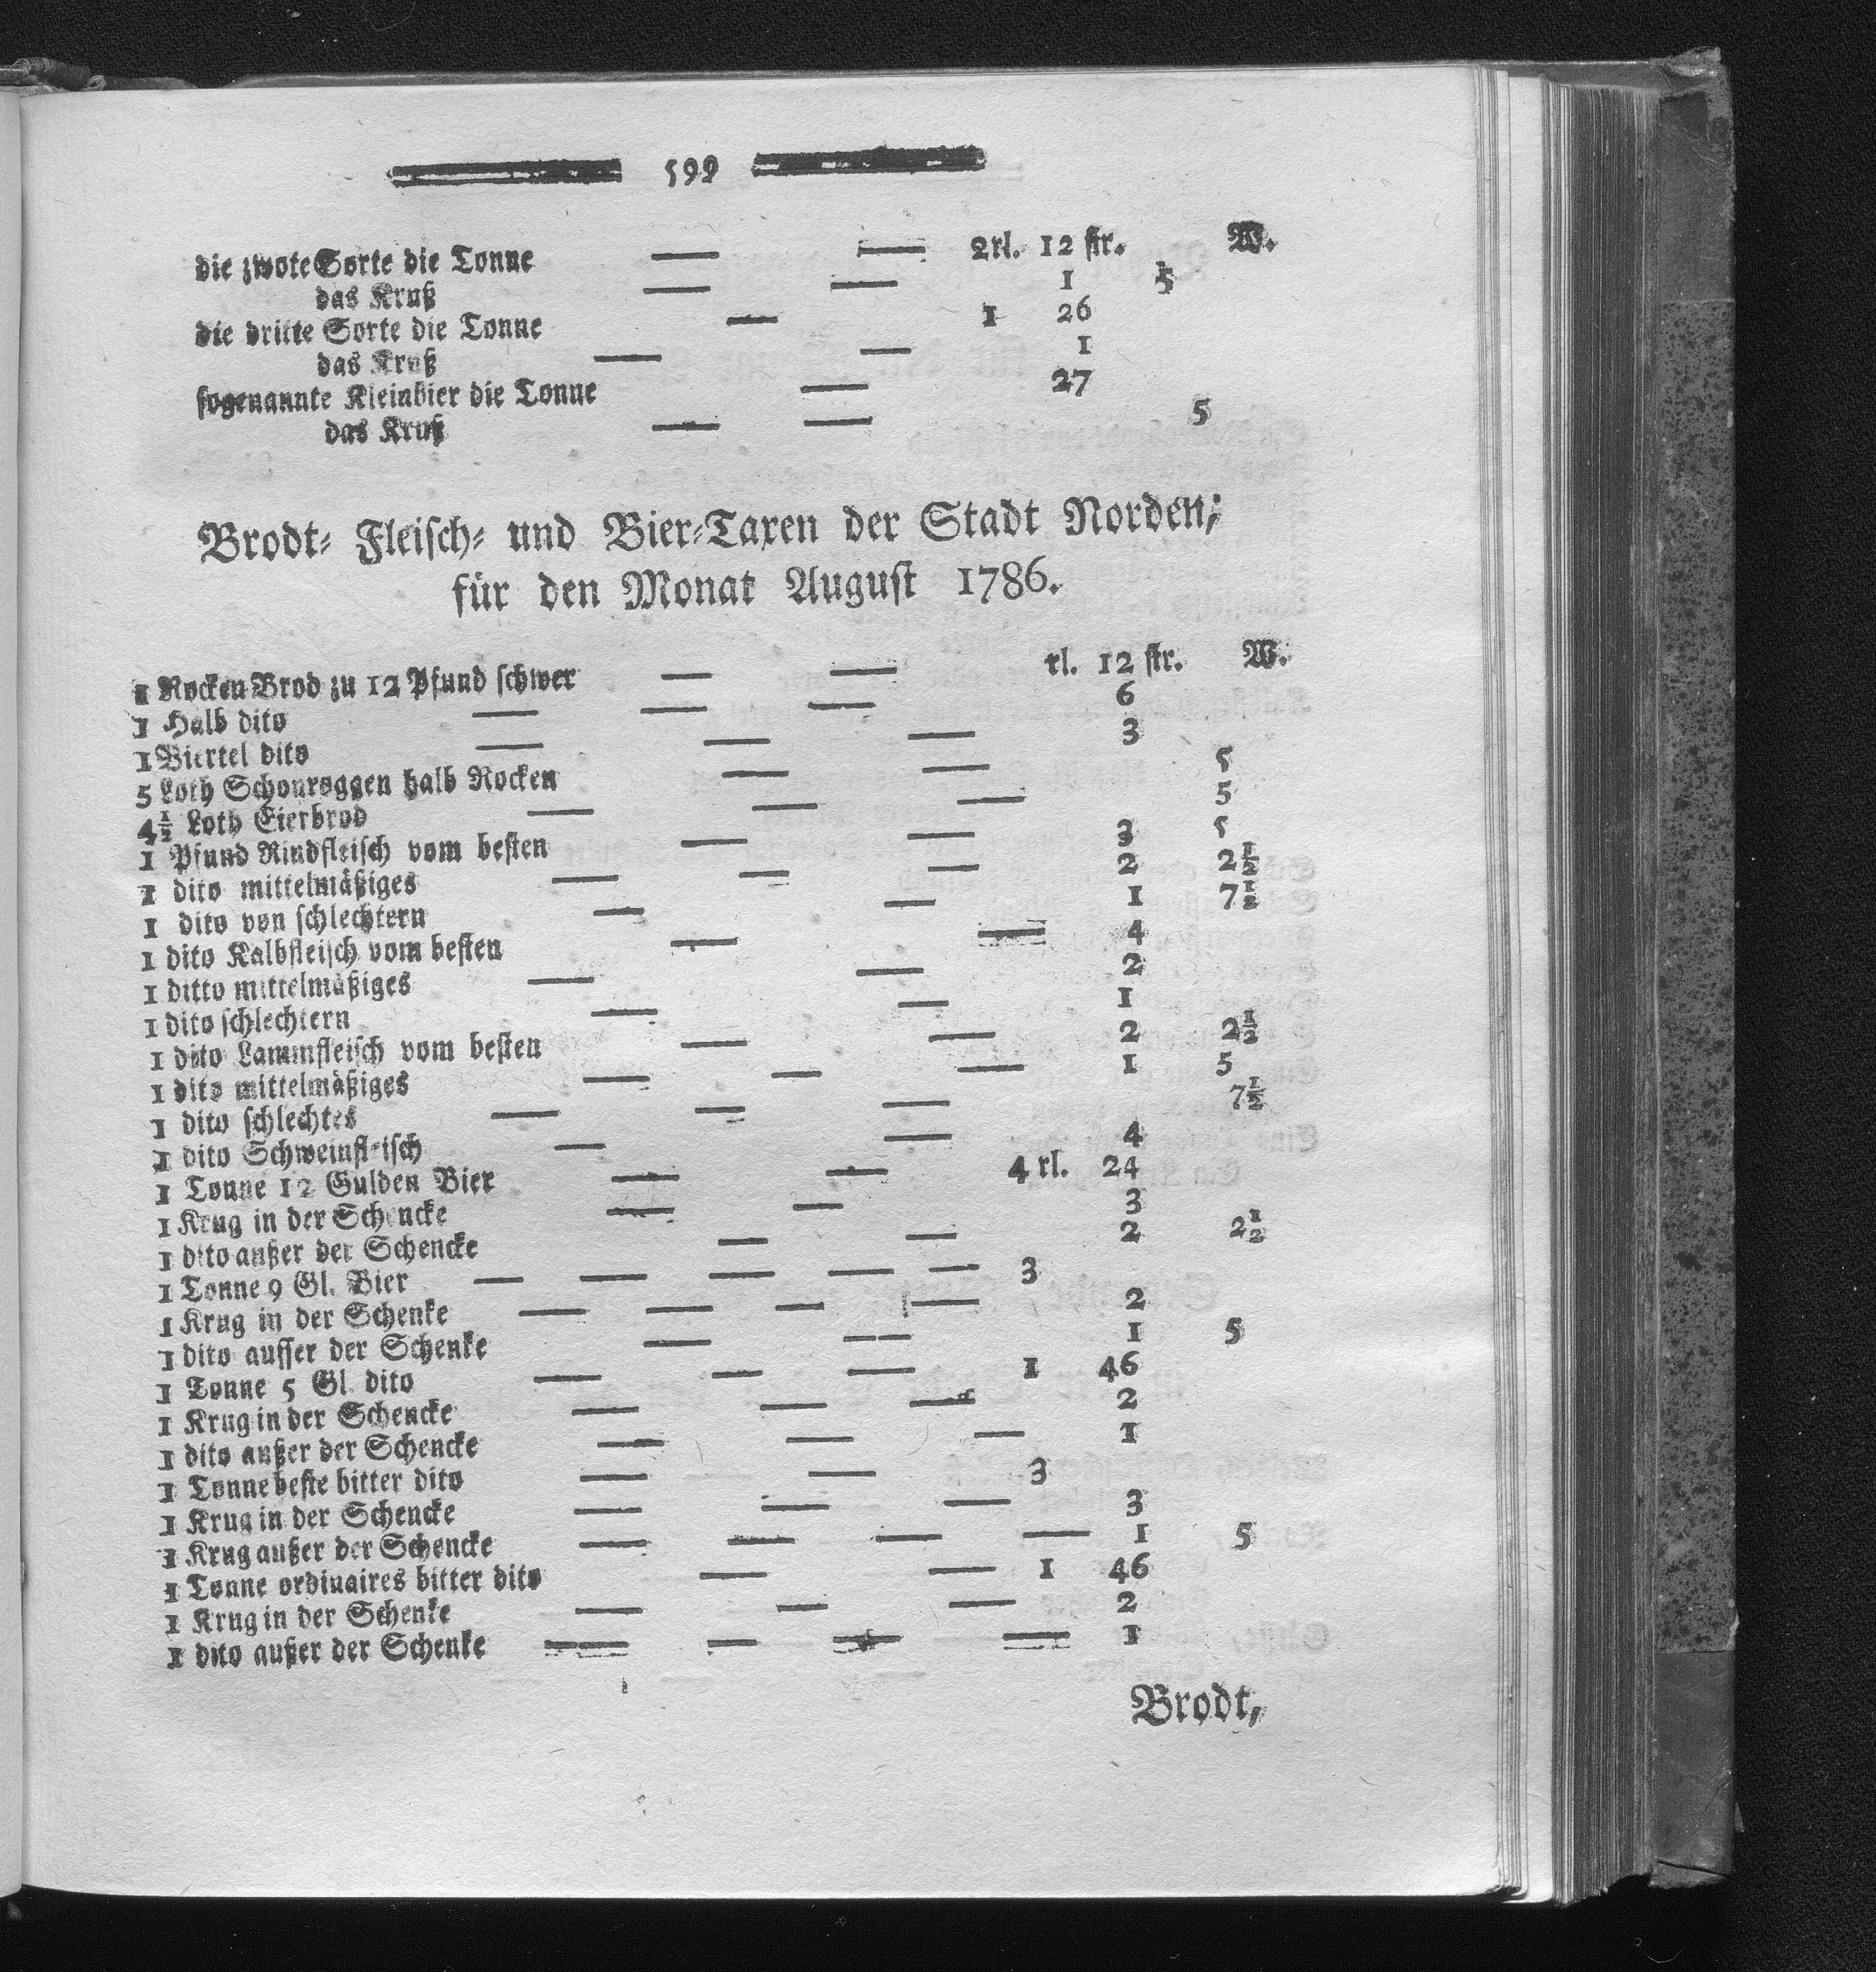 599
die zwote Sorte die Tonne — — 2rl. 12 str. W.
das Kruß — — 1 5
die dritte Sorte die Tonne — 1 26
das Kruß — — 1
sogenannte Kleinbier die Tonne — 27
das Kruß — — 5
Brodt- Fleisch- und Bier-Taxen der Stadt Norden,
für den Monat August 1786.
1 Rocken Brod zu 12 Pfund schwer — — rl. 12 str. W.
1 Halb dito — — — 6
1 Viertel dito — — — 3
5 Loth Schonroggen halb Rocken — — 5
4½ Loth Eierbrod — — — 5
1 Pfund Rindfleisch vom besten — — 3 5
1 dito mittelmäßiges — — — 2 2½
1 dito von schlechtern — — 1 7½
1 dito Kalbfleisch vom besten — — 4
1 ditto mittelmäßiges — — 2
1 dito schlechtern — — 1
1 dito Lammfleisch vom besten — — 2 2½
1 dito mittelmäßiges — — — 1 5
1 dito schlechtes — — — 7½
1 dito Schweinfleisch — — 4
1 Tonne 12 Gulden Bier — — 4 rl. 24
1 Krug in der Schencke — — 3
1 dito außer der Schencke — — 2 2½
1 Tonne 9 Gl. Bier — — — — — 3
1 Krug in der Schenke — — — — 2
1 dito ausser der Schenke — — — 1 5
1 Tonne 5 Gl. dito — — — 1 46
1 Krug in der Schencke — — — 2
1 dito außer der Schencke — — — 1
1 Tonne beste bitter dito — — 3
1 Krug in der Schencke — — — 3
1 Krug außer der Schencke — — — — 1 5
1 Tonne ordinaires bitter dito — — 1 46
1 Krug in der Schenke — — — 2
1 dito außer der Schenke — — — — 1
Brodt,